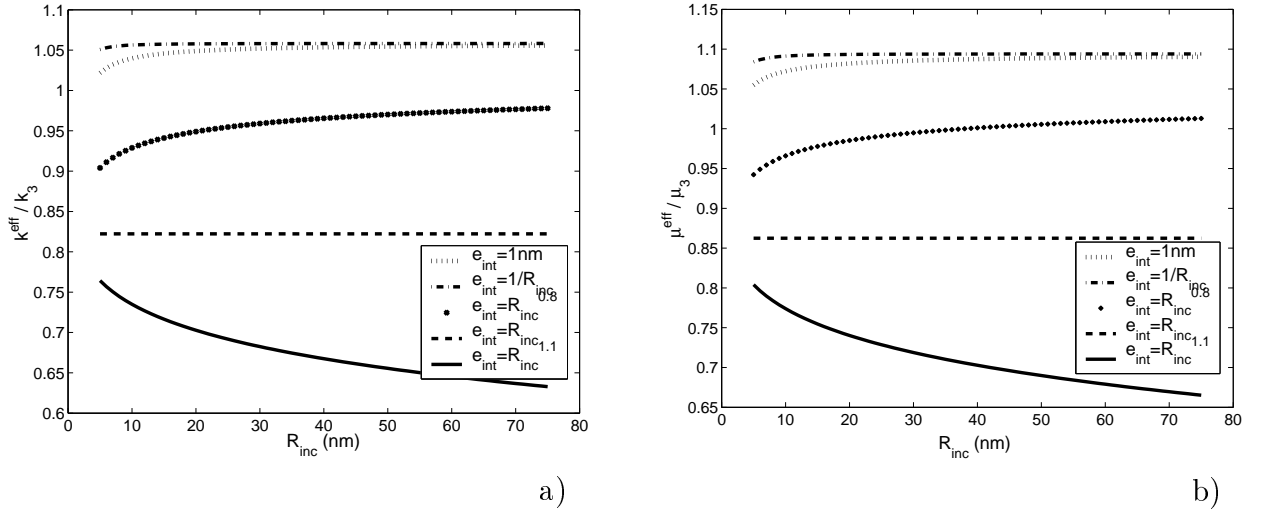 1.1
1.05
1
0.95
0.9
0.85
0.8
0.75
0.7
0.65
0.6
k^eff / k_3
0 10 20 30 40 50 60 70 80
R_inc (nm)
e_int=1nm
e_int=1/R_inc
e_int=R_inc^0.8
e_int=R_inc
e_int=R_inc^1.1
a)
1.15
1.1
1.05
1
0.95
0.9
0.85
0.8
0.75
0.7
0.65
μ^eff / μ_3
0 10 20 30 40 50 60 70 80
R_inc (nm)
e_int=1nm
e_int=1/R_inc
e_int=R_inc^0.8
e_int=R_inc
e_int=R_inc^1.1
b)